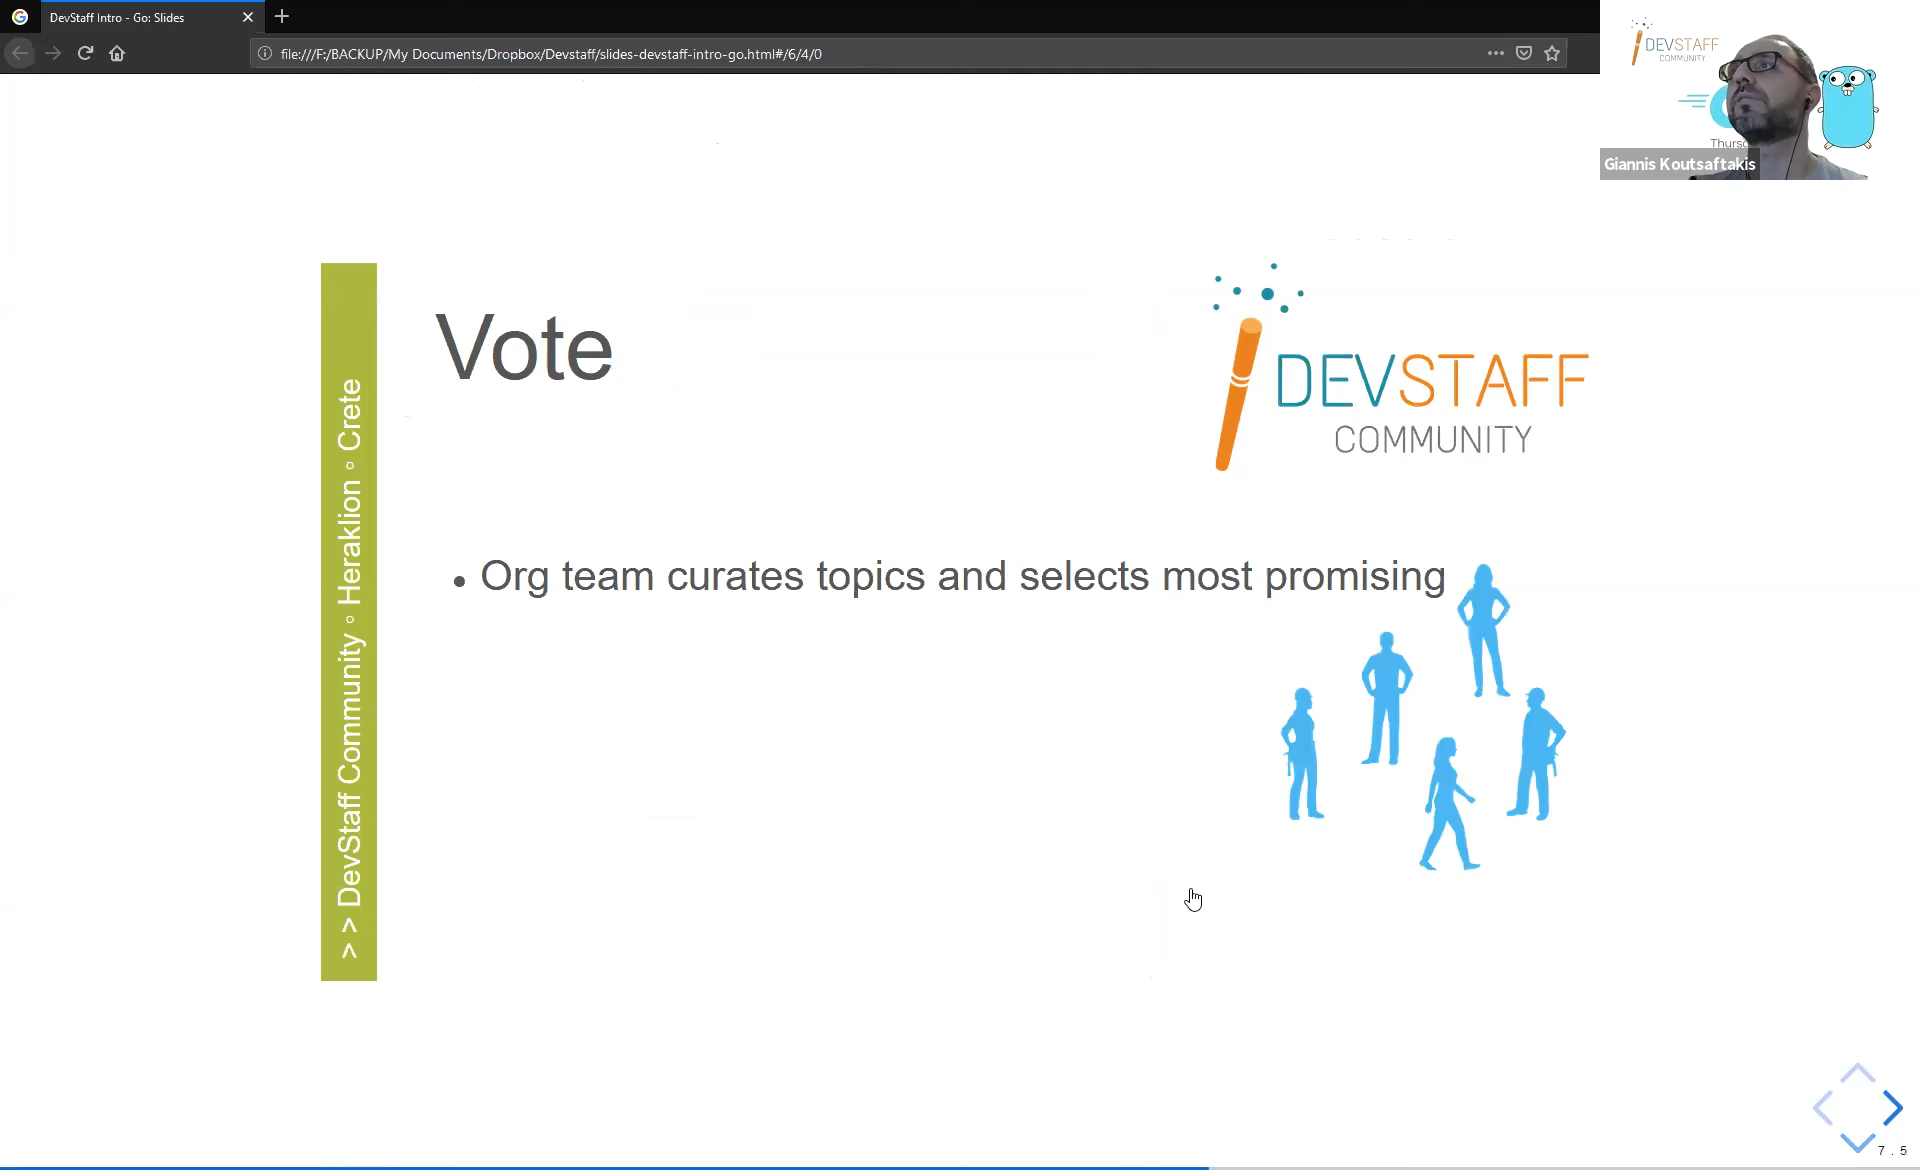 DevStaff Intro - Go: Slides
file:///F:/BACKUP/My Documents/Dropbox/Devstaff/slides-devstaff-intro-go.html#/6/4/0
DEVSTAFF
COMMUNITY
Giannis Koutsaftakis
Vote
DEVSTAFF
COMMUNITY
> > DevStaff Community ◦ Heraklion ◦ Crete
• Org team curates topics and selects most promising
7 . 5